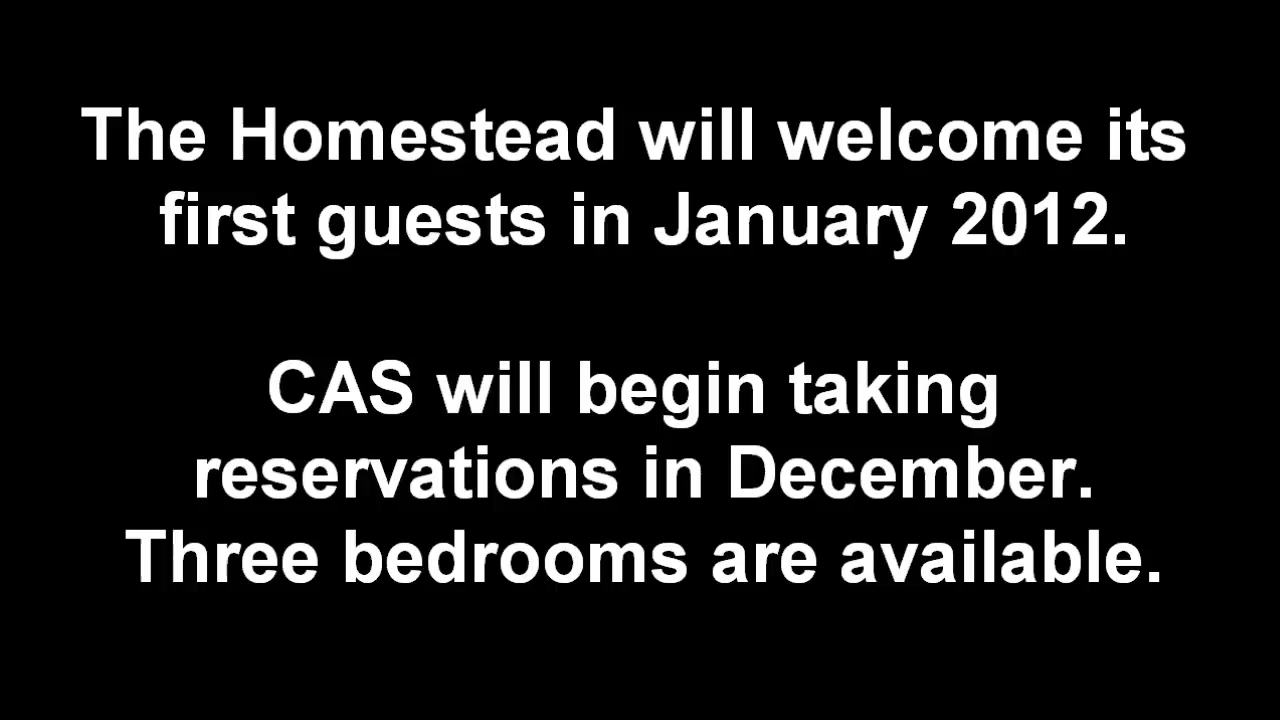 The Homestead will welcome its
first guests in January 2012.
CAS will begin taking
reservations in December.
Three bedrooms are available.